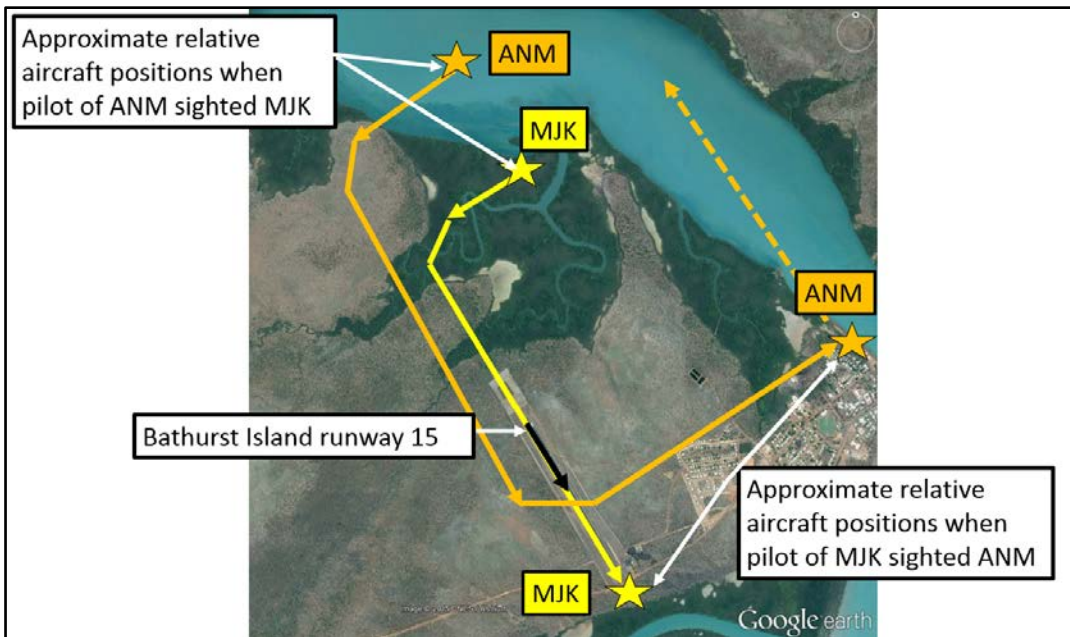 Approximate relative
aircraft positions when
pilot of ANM sighted MJK
ANM
MJK
ANM
Bathurst Island runway 15
Approximate relative
aircraft positions when
pilot of MJK sighted ANM
MJK
Google earth